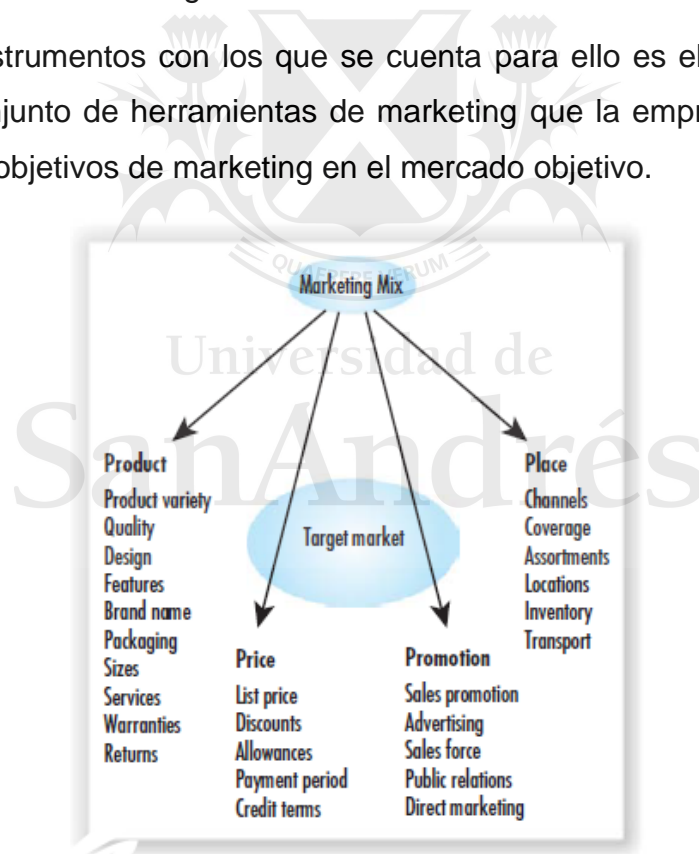 strumentos con los que se cuenta para ello es el
junto de herramientas de marketing que la empr
objetivos de marketing en el mercado objetivo.
QUAERERE VERUM
Marketing Mix
Universidad de
SanAndrés
Product
Product variety
Quality
Design
Features
Brand name
Packaging
Sizes
Services
Warranties
Returns
Target market
Price
List price
Discounts
Allowances
Payment period
Credit terms
Promotion
Sales promotion
Advertising
Sales force
Public relations
Direct marketing
Place
Channels
Coverage
Assortments
Locations
Inventory
Transport